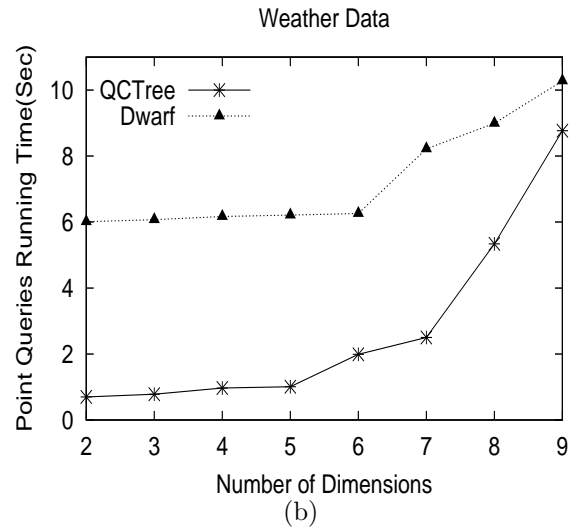 Weather Data
Point Queries Running Time(Sec)
QCTree
Dwarf
10
8
6
4
2
0
2 3 4 5 6 7 8 9
Number of Dimensions
(b)